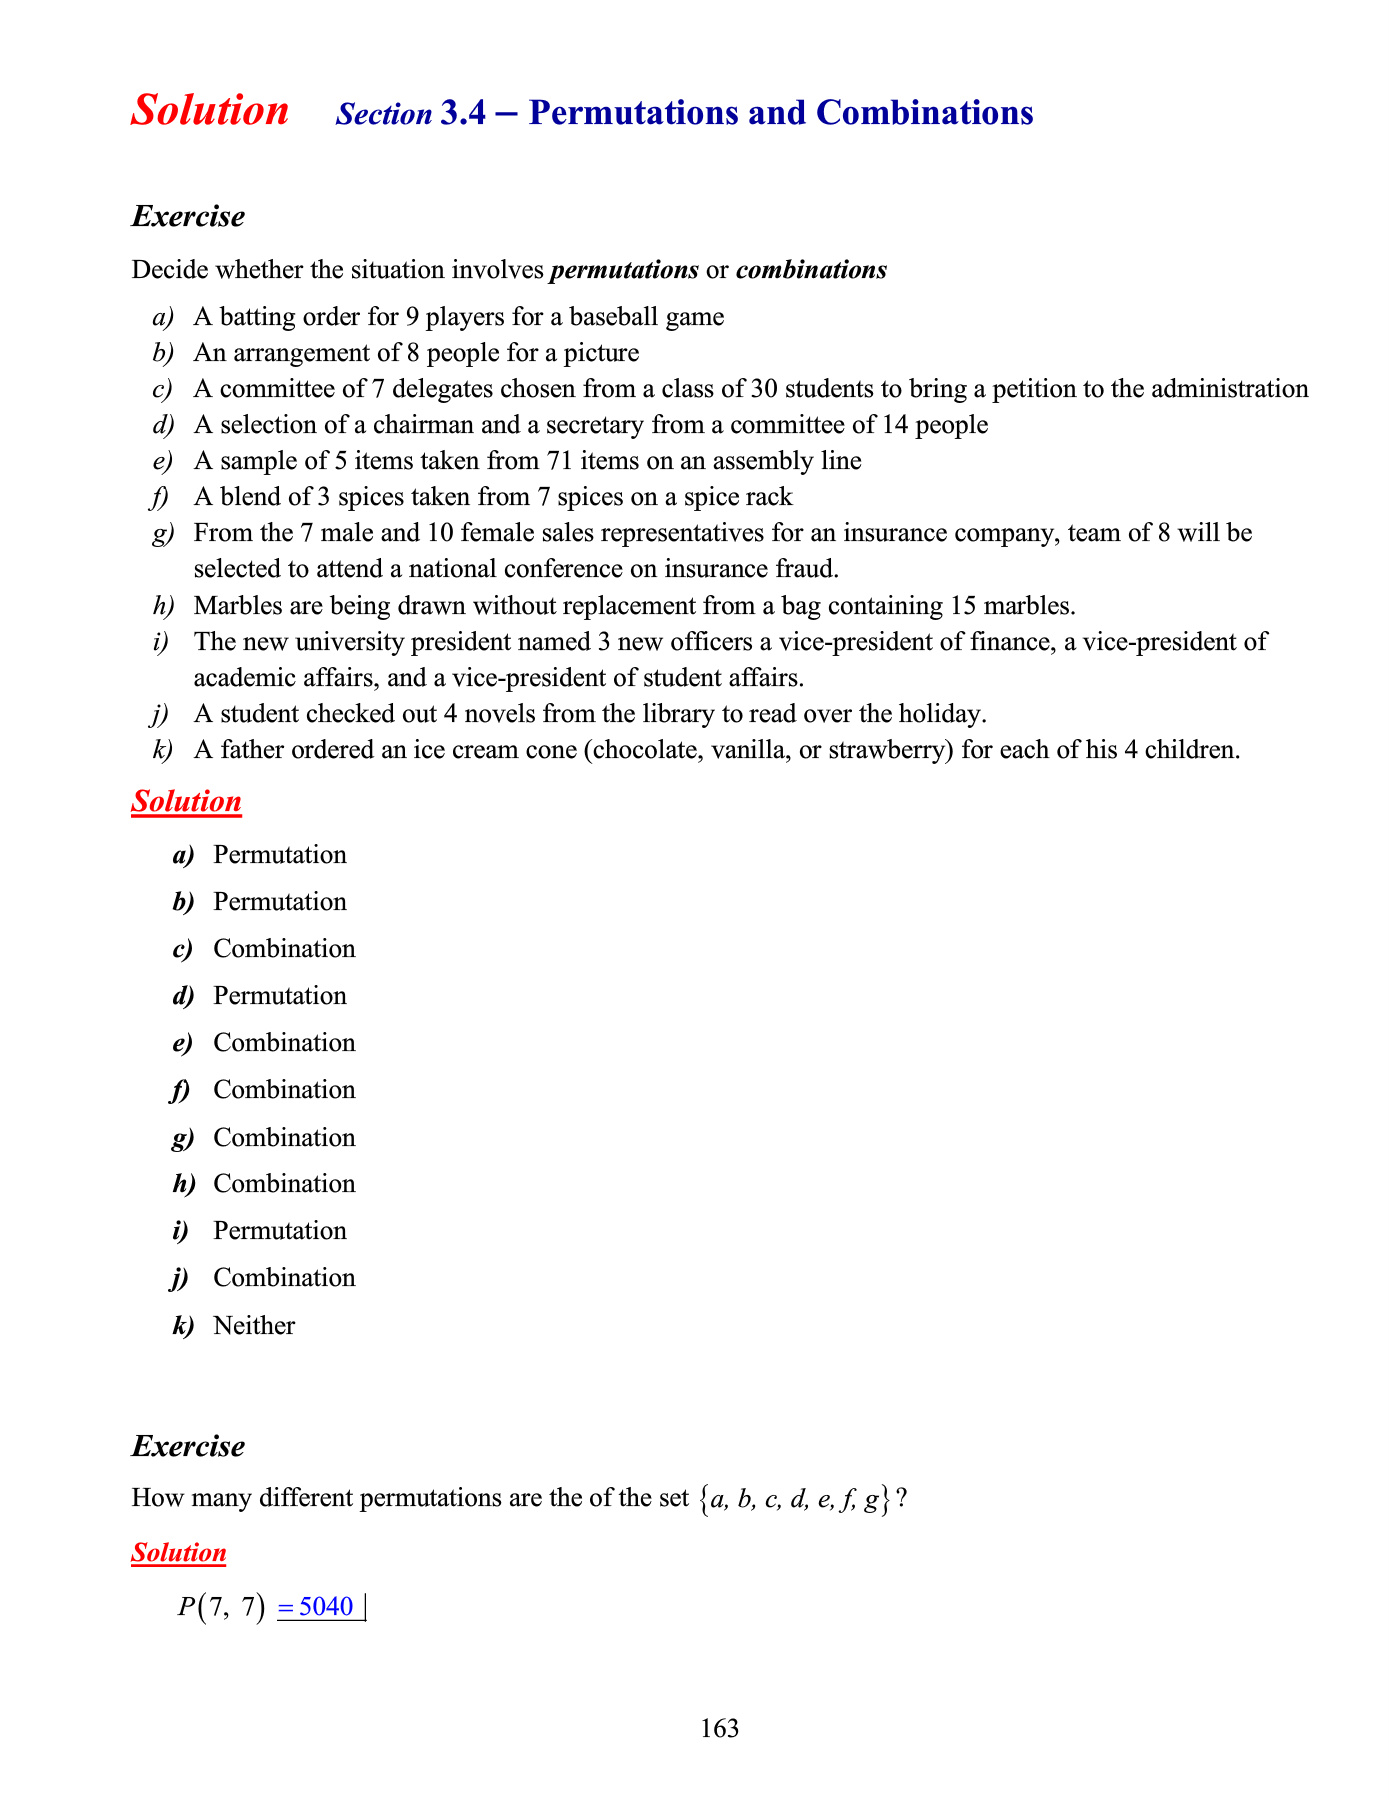 Solution Section 3.4 – Permutations and Combinations
Exercise
Decide whether the situation involves permutations or combinations
a) A batting order for 9 players for a baseball game
b) An arrangement of 8 people for a picture
c) A committee of 7 delegates chosen from a class of 30 students to bring a petition to the administration
d) A selection of a chairman and a secretary from a committee of 14 people
e) A sample of 5 items taken from 71 items on an assembly line
f) A blend of 3 spices taken from 7 spices on a spice rack
g) From the 7 male and 10 female sales representatives for an insurance company, team of 8 will be
selected to attend a national conference on insurance fraud.
h) Marbles are being drawn without replacement from a bag containing 15 marbles.
i) The new university president named 3 new officers a vice-president of finance, a vice-president of
academic affairs, and a vice-president of student affairs.
j) A student checked out 4 novels from the library to read over the holiday.
k) A father ordered an ice cream cone (chocolate, vanilla, or strawberry) for each of his 4 children.
Solution
a) Permutation
b) Permutation
c) Combination
d) Permutation
e) Combination
f) Combination
g) Combination
h) Combination
i) Permutation
j) Combination
k) Neither
Exercise
How many different permutations are the of the set {a, b, c, d, e, f, g}?
Solution
P(7, 7) = 5040
163